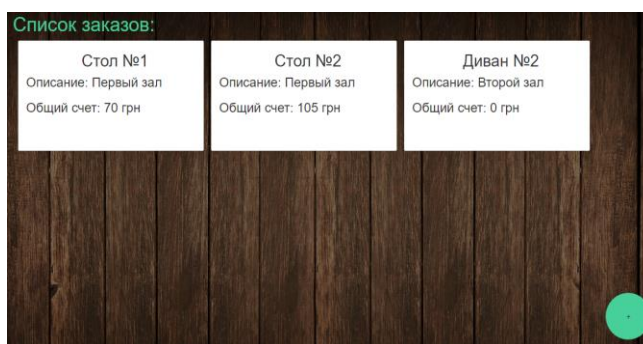 Список заказов:
Стол №1
Описание: Первый зал
Общий счет: 70 грн
Стол №2
Описание: Первый зал
Общий счет: 105 грн
Диван №2
Описание: Второй зал
Общий счет: 0 грн
+